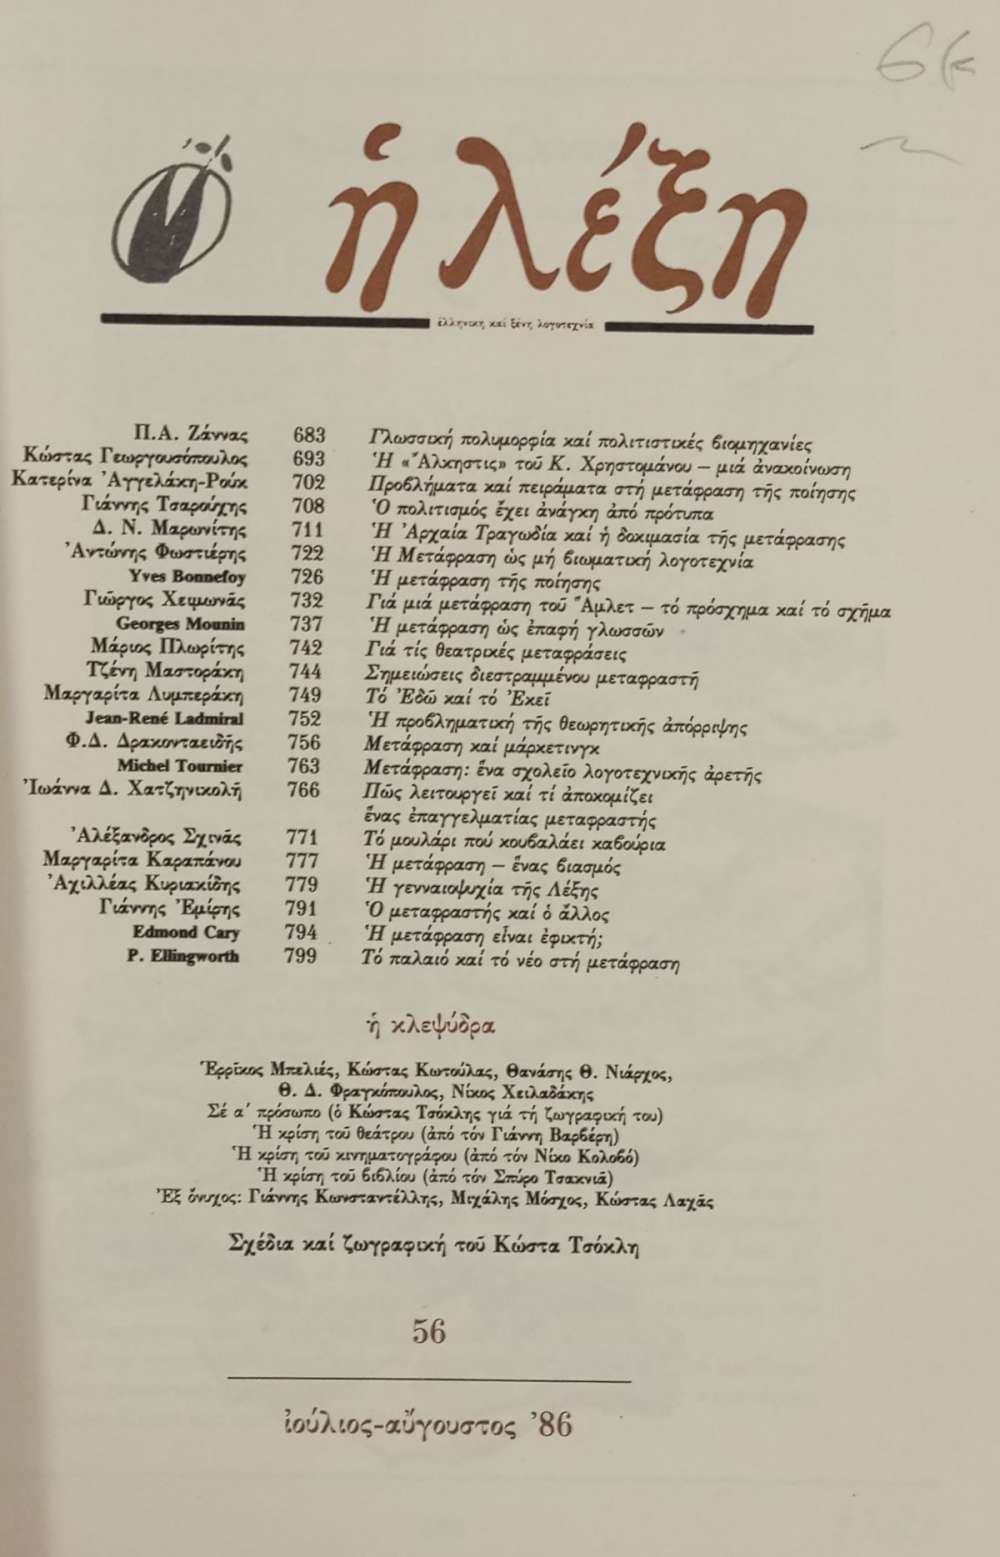 6κ
ἡ λέξη
ἑλληνική καί ξένη λογοτεχνία
Π.Α. Ζάννας 683 Γλωσσική πολυμορφία καί πολιτιστικές βιομηχανίες
Κώστας Γεωργουσόπουλος 693 Ἡ «Ἄλκηστις» τοῦ Κ. Χρηστομάνου – μιά ἀνακοίνωση
Κατερίνα Ἀγγελάκη-Ρούκ 702 Προβλήματα καί πειράματα στή μετάφραση τῆς ποίησης
Γιάννης Τσαρούχης 708 Ὁ πολιτισμός ἔχει ἀνάγκη ἀπό πρότυπα
Δ. Ν. Μαρωνίτης 711 Ἡ Ἀρχαία Τραγωδία καί ἡ δοκιμασία τῆς μετάφρασης
Ἀντώνης Φωστιέρης 722 Ἡ Μετάφραση ὡς μή βιωματική λογοτεχνία
Yves Bonnefoy 726 Ἡ μετάφραση τῆς ποίησης
Γιῶργος Χειμωνᾶς 732 Γιά μιά μετάφραση τοῦ Ἄμλετ – τό πρόσχημα καί τό σχῆμα
Georges Mounin 737 Ἡ μετάφραση ὡς ἐπαφή γλωσσῶν
Μάριος Πλωρίτης 742 Γιά τίς θεατρικές μεταφράσεις
Τζένη Μαστοράκη 744 Σημειώσεις διεστραμμένου μεταφραστῆ
Μαργαρίτα Λυμπεράκη 749 Τό Ἐδῶ καί τό Ἐκεῖ
Jean-René Ladmiral 752 Ἡ προβληματική τῆς θεωρητικῆς ἀπόρριψης
Φ.Δ. Δρακονταειδῆς 756 Μετάφραση καί μάρκετινγκ
Michel Tournier 763 Μετάφραση: ἕνα σχολεῖο λογοτεχνικῆς ἀρετῆς
Ἰωάννα Δ. Χατζηνικολῆ 766 Πῶς λειτουργεῖ καί τί ἀποκομίζει
ἕνας ἐπαγγελματίας μεταφραστής
Ἀλέξανδρος Σχινᾶς 771 Τό μουλάρι πού κουβαλάει καβούρια
Μαργαρίτα Καραπάνου 777 Ἡ μετάφραση – ἕνας βιασμός
Ἀχιλλέας Κυριακίδης 779 Ἡ γενναιοψυχία τῆς Λέξης
Γιάννης Ἐμίρης 791 Ὁ μεταφραστής καί ὁ ἄλλος
Edmond Cary 794 Ἡ μετάφραση εἶναι ἐφικτή;
P. Ellingworth 799 Τό παλαιό καί τό νέο στή μετάφραση
ἡ κλεψύδρα
Ἐρρῖκος Μπελιές, Κώστας Κωτούλας, Θανάσης Θ. Νιάρχος,
Θ. Δ. Φραγκόπουλος, Νίκος Χειλαδάκης
Σέ α΄ πρόσωπο (ὁ Κώστας Τσόκλης γιά τή ζωγραφική του)
Ἡ κρίση τοῦ θεάτρου (ἀπό τόν Γιάννη Βαρβέρη)
Ἡ κρίση τοῦ κινηματογράφου (ἀπό τόν Νίκο Κολοβό)
Ἡ κρίση τοῦ βιβλίου (ἀπό τόν Σπύρο Τσακνιᾶ)
Ἐξ ὄνυχος: Γιάννης Κωνσταντέλλης, Μιχάλης Μόσχος, Κώστας Λαχᾶς
Σχέδια καί ζωγραφική τοῦ Κώστα Τσόκλη
56
ἰούλιος-αὔγουστος '86